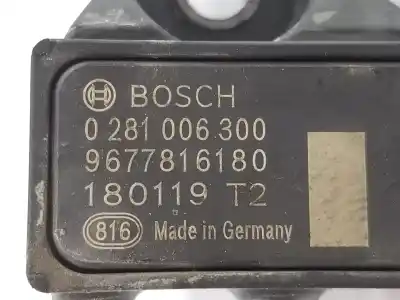 BOSCH
0 281 006.300
9677816180
180119 T2
816 Made in Germany